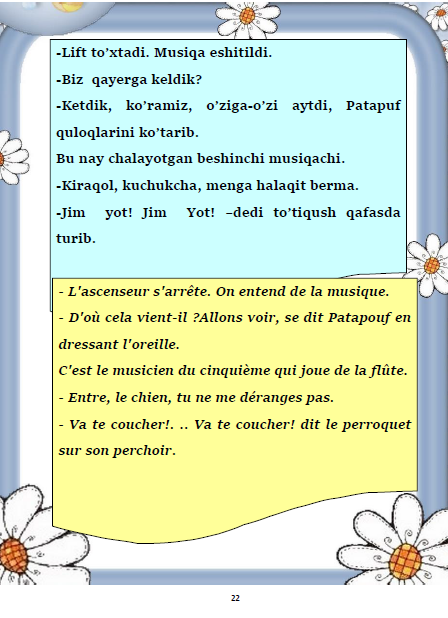 -Lift to’xtadi. Musiqa eshitildi.
-Biz qayerga keldik?
-Ketdik, ko’ramiz, o’ziga-o’zi aytdi, Patapuf
quloqlarini ko’tarib.
Bu nay chalayotgan beshinchi musiqachi.
-Kiraqol, kuchukcha, menga halaqit berma.
-Jim yot! Jim Yot! –dedi to’tiqush qafasda
turib.
- L'ascenseur s'arrête. On entend de la musique.
- D'où cela vient-il ?Allons voir, se dit Patapouf en
dressant l'oreille.
C'est le musicien du cinquième qui joue de la flûte.
- Entre, le chien, tu ne me déranges pas.
- Va te coucher!. .. Va te coucher! dit le perroquet
sur son perchoir.
22